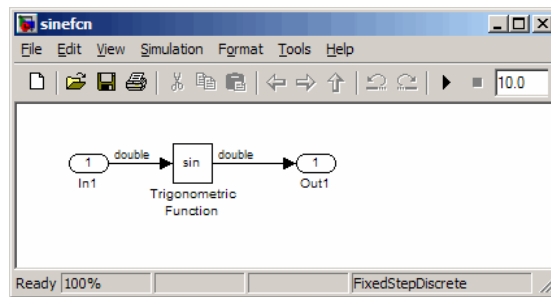 sinefcn
File Edit View Simulation Format Tools Help
10.0
1 double sin double 1
In1 Trigonometric Function Out1
Ready 100% FixedStepDiscrete